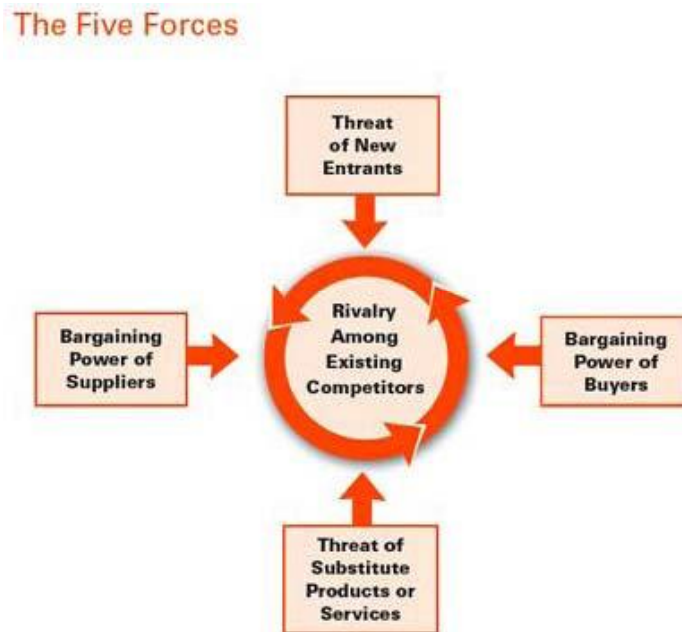 The Five Forces
Threat
of New
Entrants
Rivalry
Among
Existing
Competitors
Bargaining
Power of
Suppliers
Bargaining
Power of
Buyers
Threat of
Substitute
Products or
Services